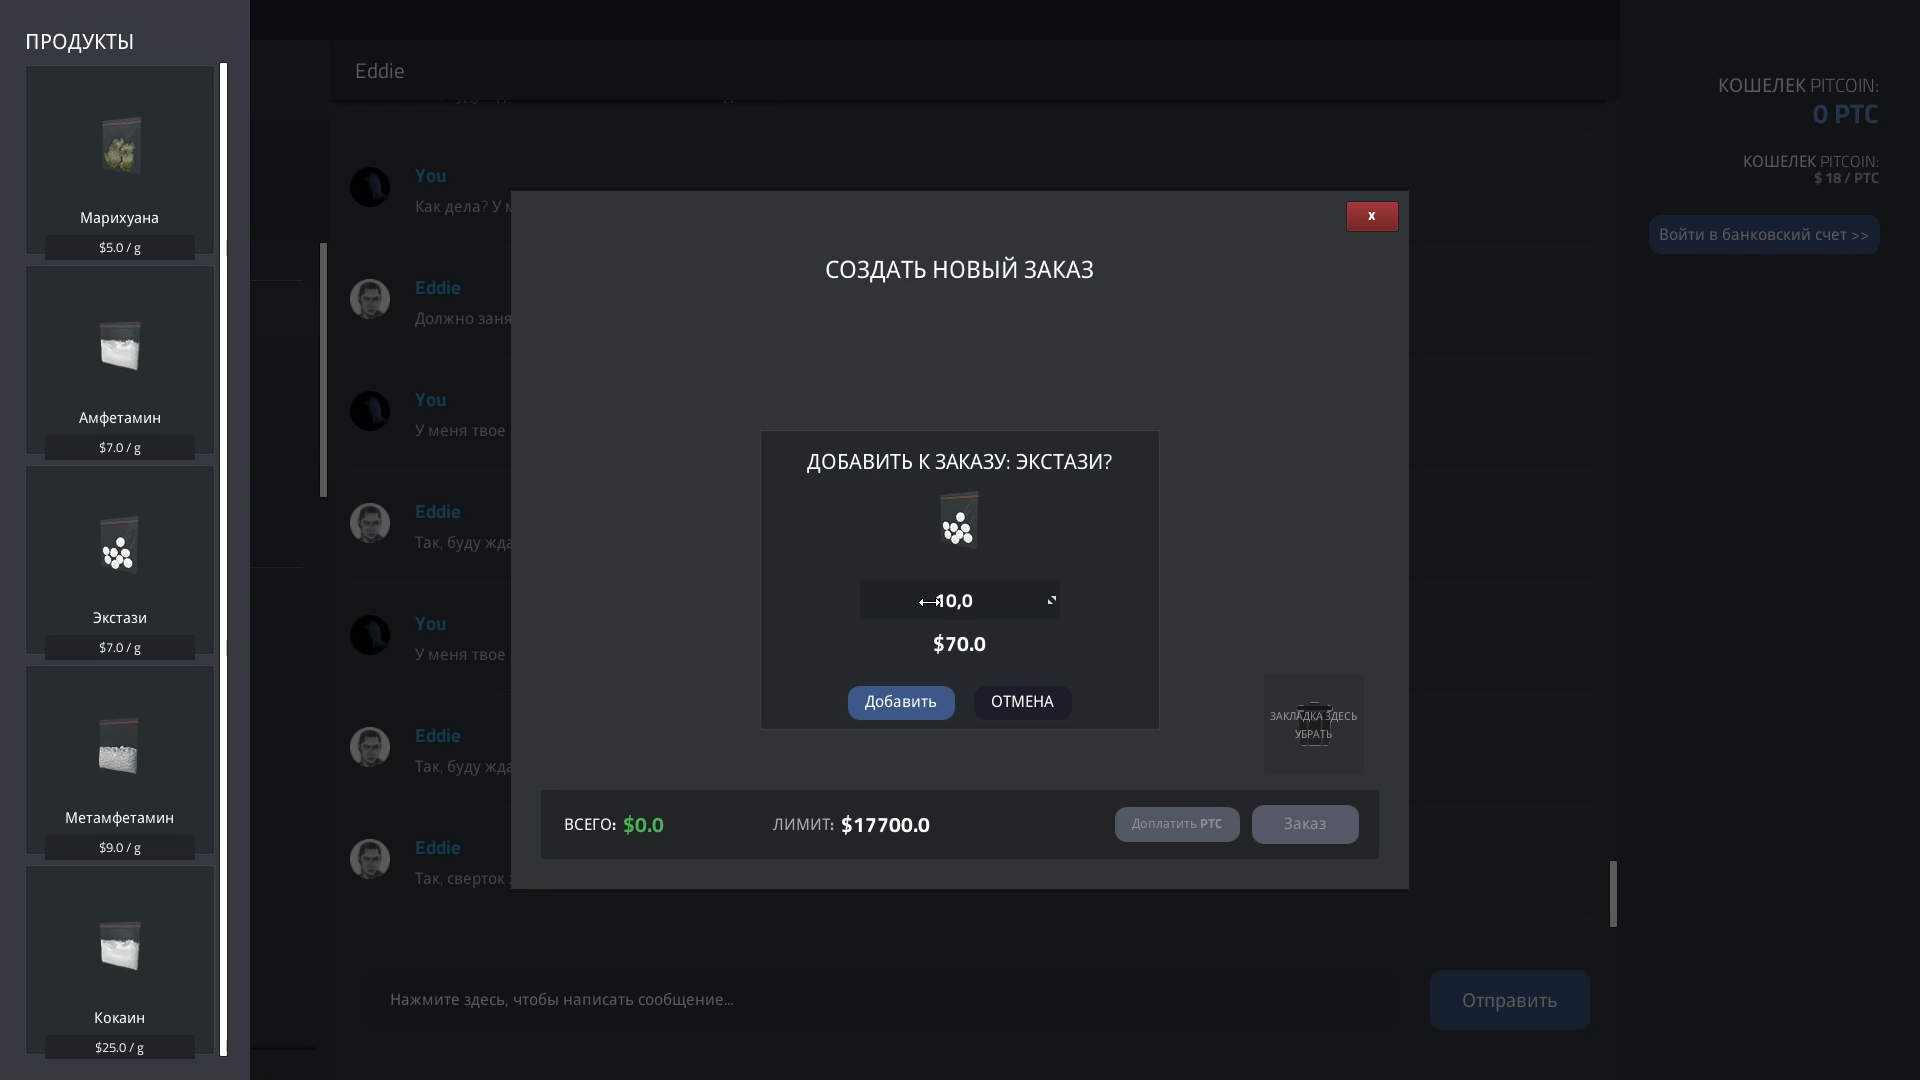 ПРОДУКТЫ
Марихуана
$5.0 / g
Амфетамин
$7.0 / g
Экстази
$7.0 / g
Метамфетамин
$9.0 / g
Кокаин
$25.0 / g
Eddie
You
Как дела? У
Eddie
Должно заня
You
У меня твое
Eddie
Так, буду жда
You
У меня твое
Eddie
Так, буду жда
Eddie
Так, сверток
Нажмите здесь, чтобы написать сообщение...
Отправить
x
СОЗДАТЬ НОВЫЙ ЗАКАЗ
ДОБАВИТЬ К ЗАКАЗУ: ЭКСТАЗИ?
10,0
$70.0
Добавить
ОТМЕНА
ЗАКЛАДКА ЗДЕСЬ
УБРАТЬ
ВСЕГО: $0.0
ЛИМИТ: $17700.0
Доплатить PTC
Заказ
КОШЕЛЕК PITCOIN:
0 PTC
КОШЕЛЕК PITCOIN:
$ 18 / PTC
Войти в банковский счет >>